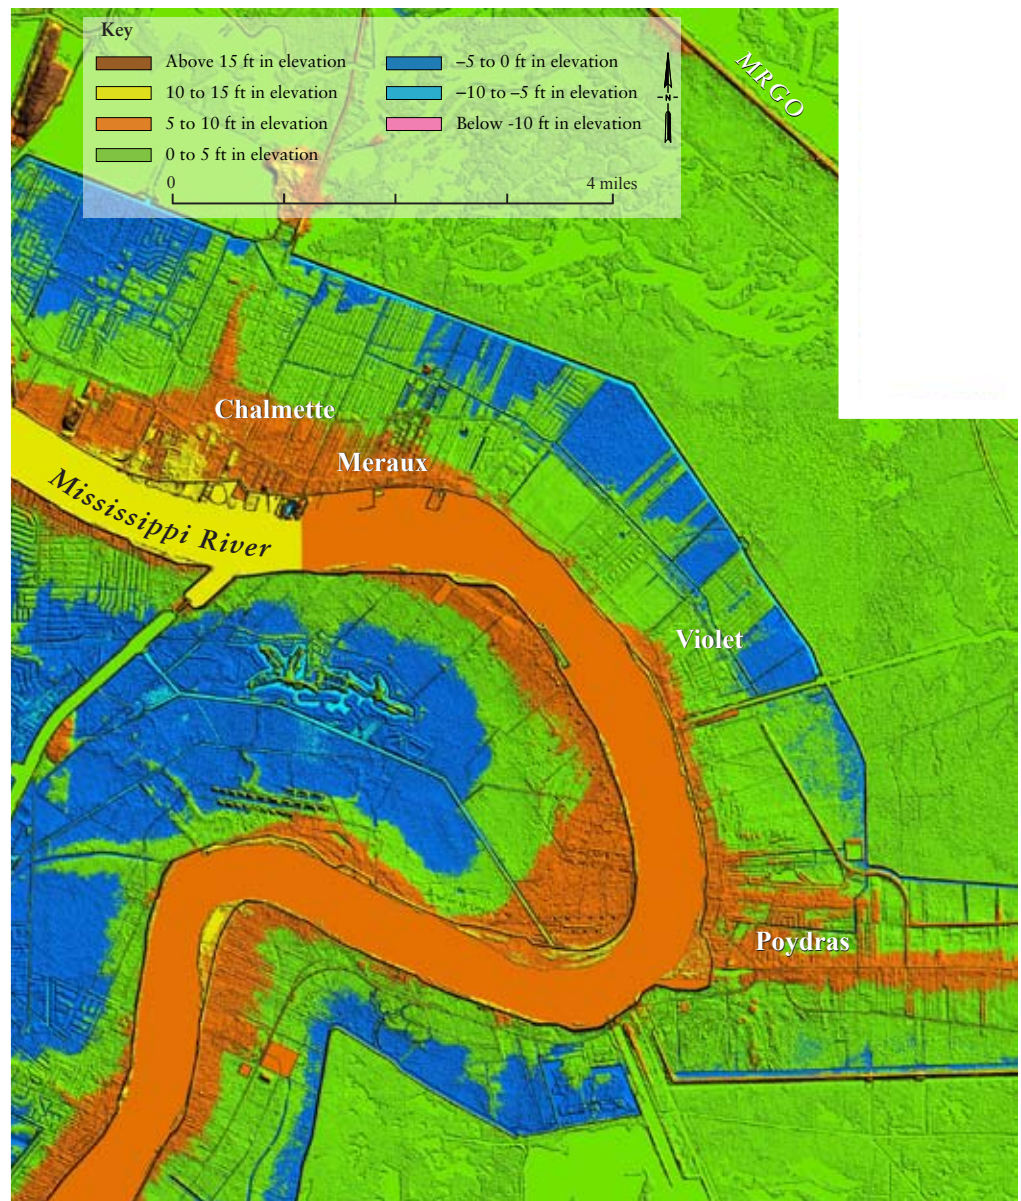 Key
Above 15 ft in elevation
10 to 15 ft in elevation
5 to 10 ft in elevation
0 to 5 ft in elevation
–5 to 0 ft in elevation
–10 to –5 ft in elevation
Below -10 ft in elevation
N
0
4 miles
MRGO
Chalmette
Meraux
Mississippi River
Violet
Poydras